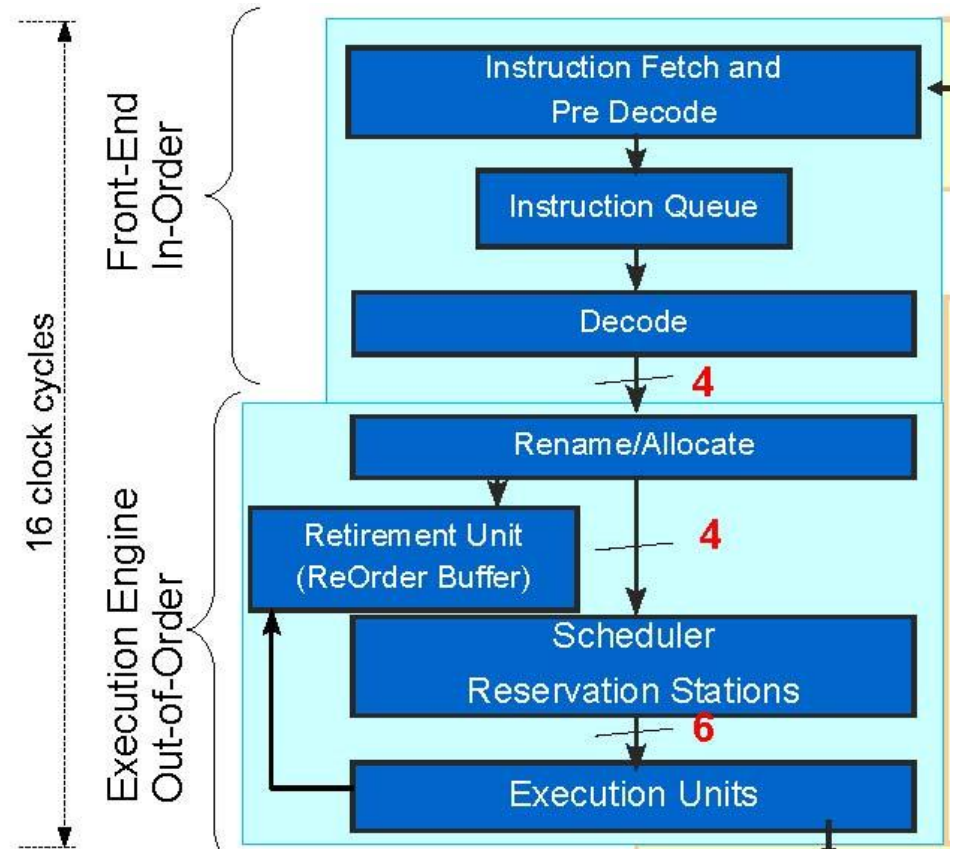 16 clock cycles
Front-End
In-Order
Instruction Fetch and
Pre Decode
Instruction Queue
Decode
4
Execution Engine
Out-of-Order
Rename/Allocate
Retirement Unit
(ReOrder Buffer)
4
Scheduler
Reservation Stations
6
Execution Units